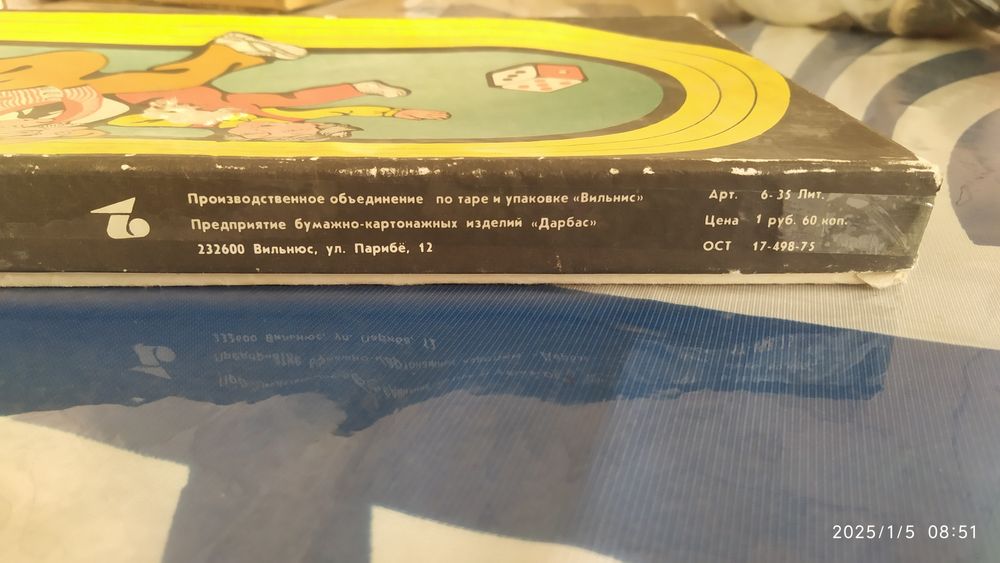 Производственное объединение по таре и упаковке «Вильнис»
Предприятие бумажно-картонажных изделий «Дарбас»
232600 Вильнюс, ул. Парибё, 12
Арт. 6-35 Лит.
Цена 1 руб. 60 коп.
ОСТ 17-498-75
2025/1/5 08:51